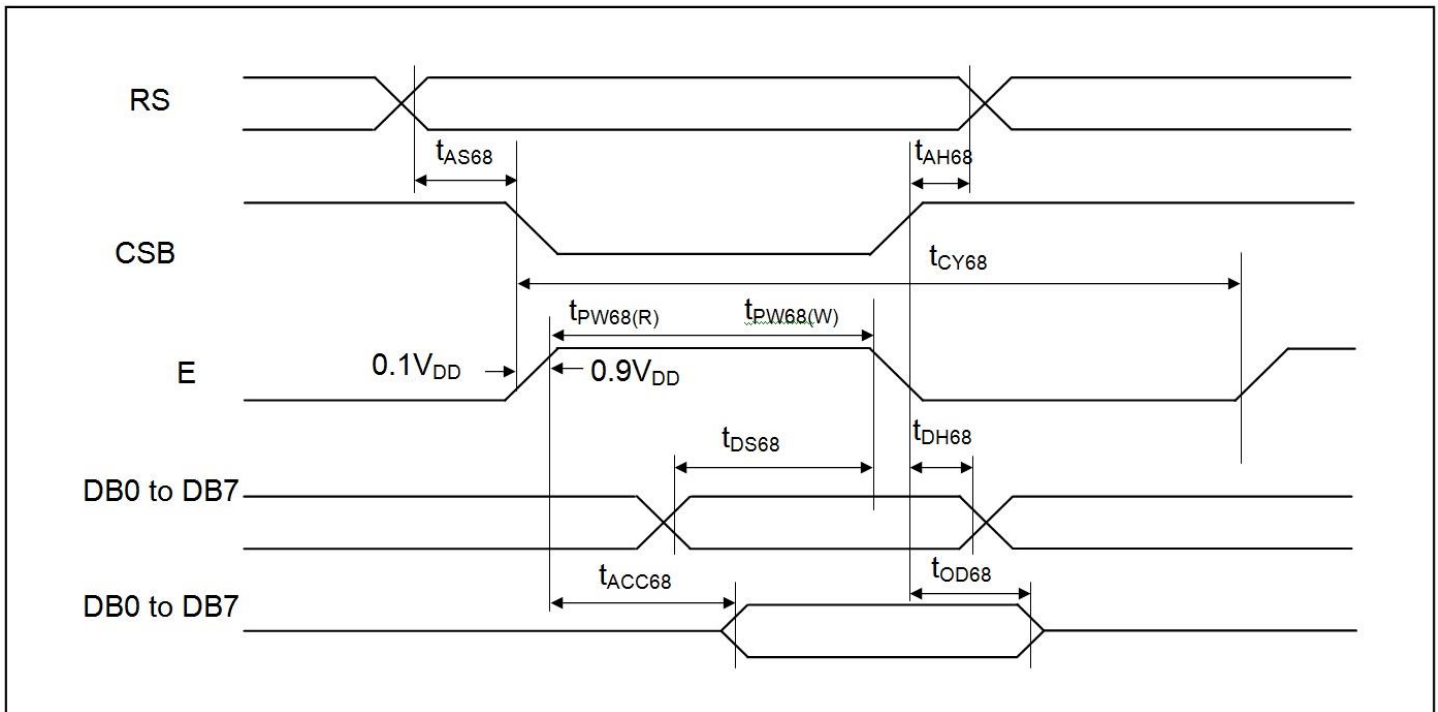 RS
tAS68
tAH68
CSB
tCY68
tPW68(R)
tPW68(W)
E
0.1VDD
0.9VDD
tDS68
tDH68
DB0 to DB7
tACC68
tOD68
DB0 to DB7